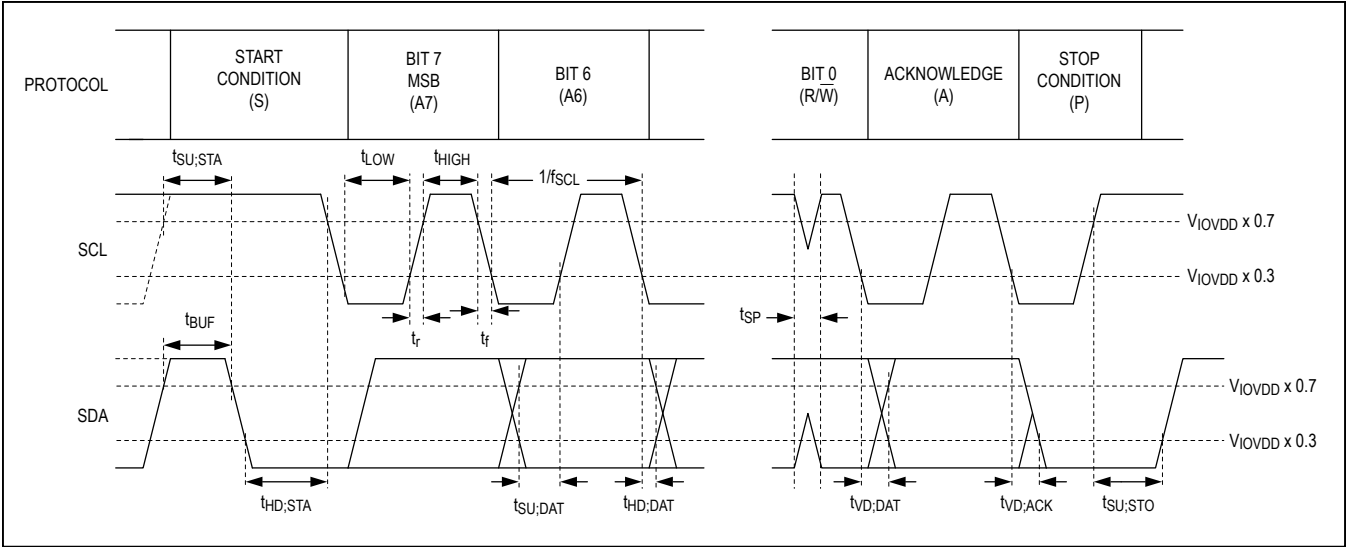 PROTOCOL
START
CONDITION
(S)
BIT 7
MSB
(A7)
BIT 6
(A6)
BIT 0
(R/W̅)
ACKNOWLEDGE
(A)
STOP
CONDITION
(P)
tSU;STA
tLOW
tHIGH
1/fSCL
SCL
VIOVDD x 0.7
VIOVDD x 0.3
tBUF
tr
tf
tSP
SDA
VIOVDD x 0.7
VIOVDD x 0.3
tHD;STA
tSU;DAT
tHD;DAT
tVD;DAT
tVD;ACK
tSU;STO